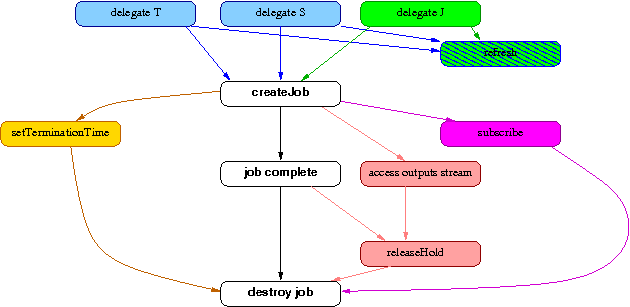 delegate T
delegate S
delegate J
refresh
createJob
setTerminationTime
subscribe
job complete
access outputs stream
releaseHold
destroy job